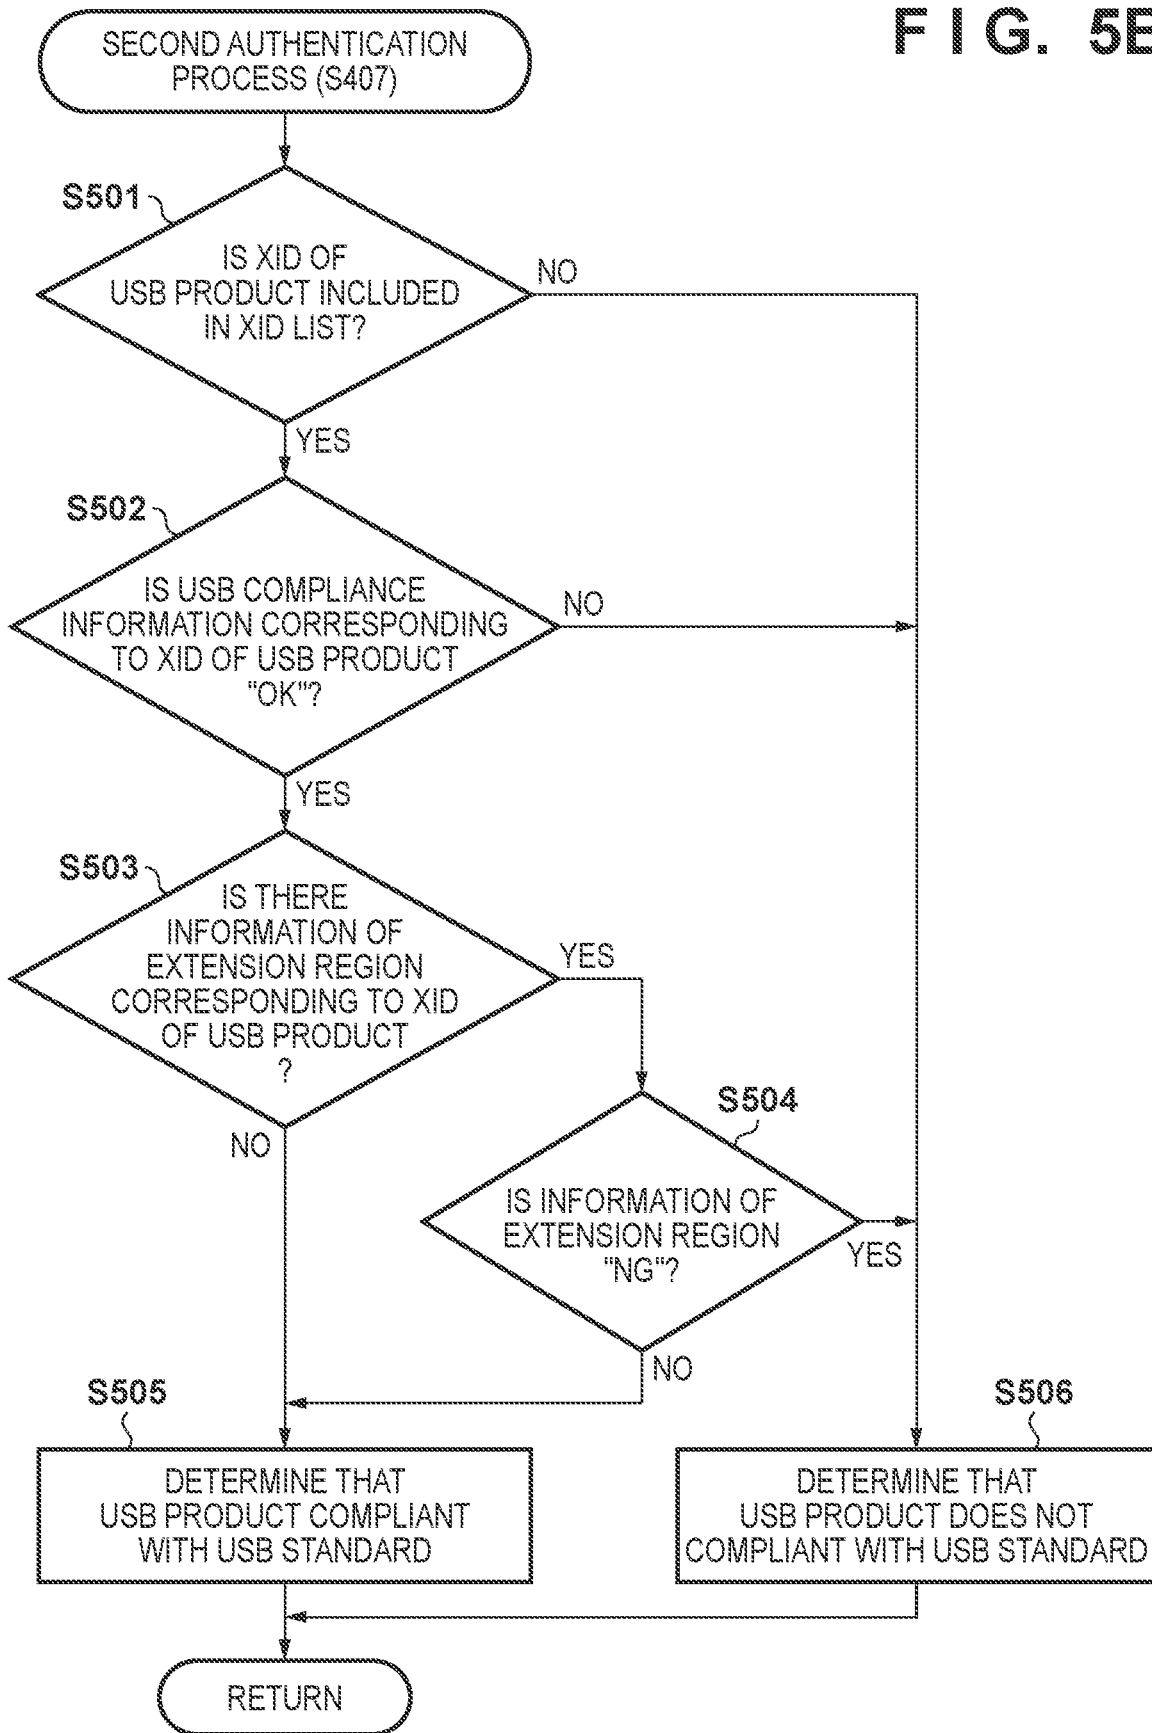 FIG. 5B
SECOND AUTHENTICATION
PROCESS (S407)
S501
IS XID OF
USB PRODUCT INCLUDED
IN XID LIST?
NO
YES
S502
IS USB COMPLIANCE
INFORMATION CORRESPONDING
TO XID OF USB PRODUCT
"OK"?
NO
YES
S503
IS THERE
INFORMATION OF
EXTENSION REGION
CORRESPONDING TO XID
OF USB PRODUCT
?
YES
NO
S504
IS INFORMATION OF
EXTENSION REGION
"NG"?
YES
NO
S505
DETERMINE THAT
USB PRODUCT COMPLIANT
WITH USB STANDARD
S506
DETERMINE THAT
USB PRODUCT DOES NOT
COMPLIANT WITH USB STANDARD
RETURN